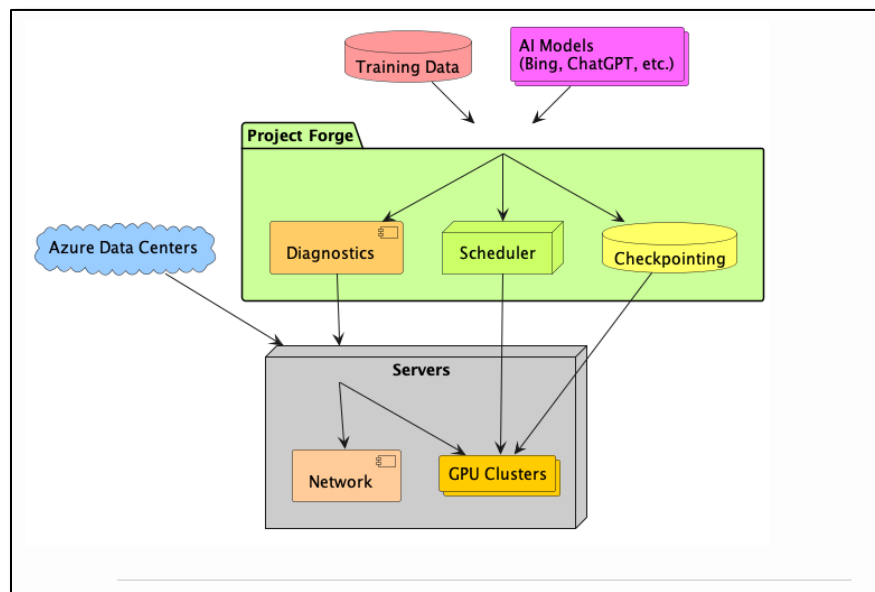 Training Data
AI Models
(Bing, ChatGPT, etc.)
Project Forge
Azure Data Centers
Diagnostics
Scheduler
Checkpointing
Servers
Network
GPU Clusters